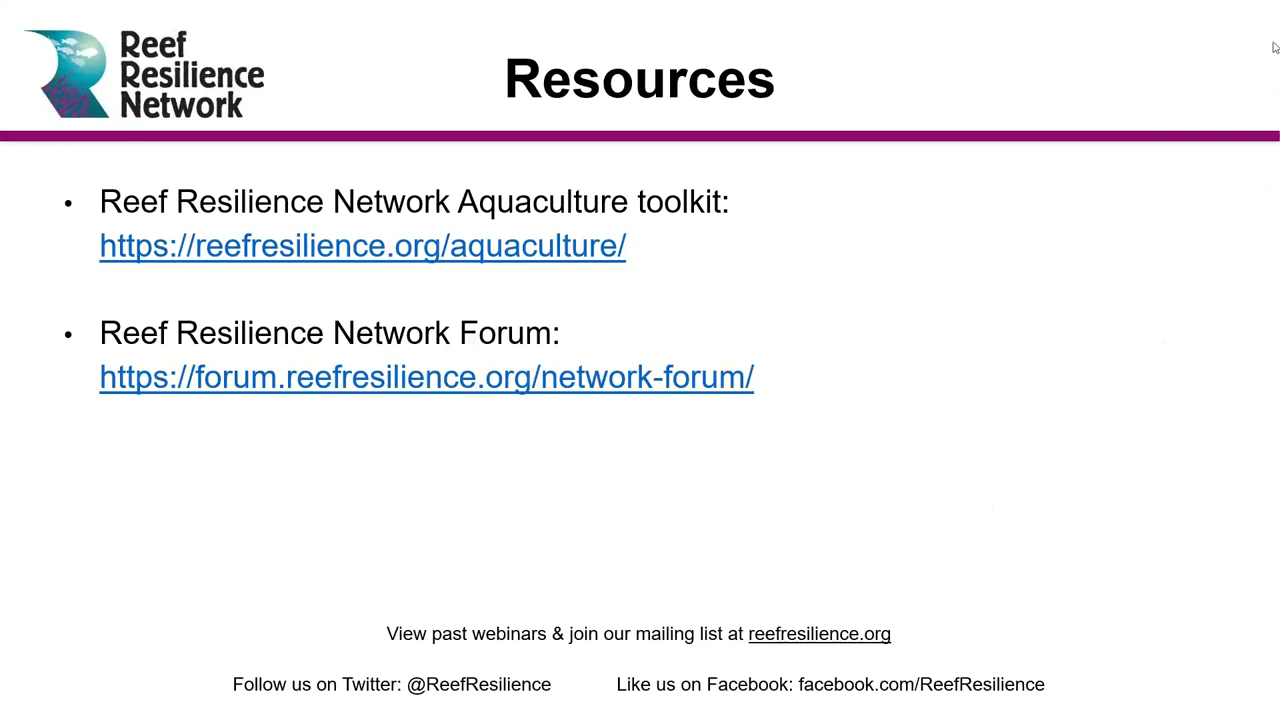 Reef
Resilience
Network
Resources
• Reef Resilience Network Aquaculture toolkit:
https://reefresilience.org/aquaculture/
• Reef Resilience Network Forum:
https://forum.reefresilience.org/network-forum/
View past webinars & join our mailing list at reefresilience.org
Follow us on Twitter: @ReefResilience Like us on Facebook: facebook.com/ReefResilience